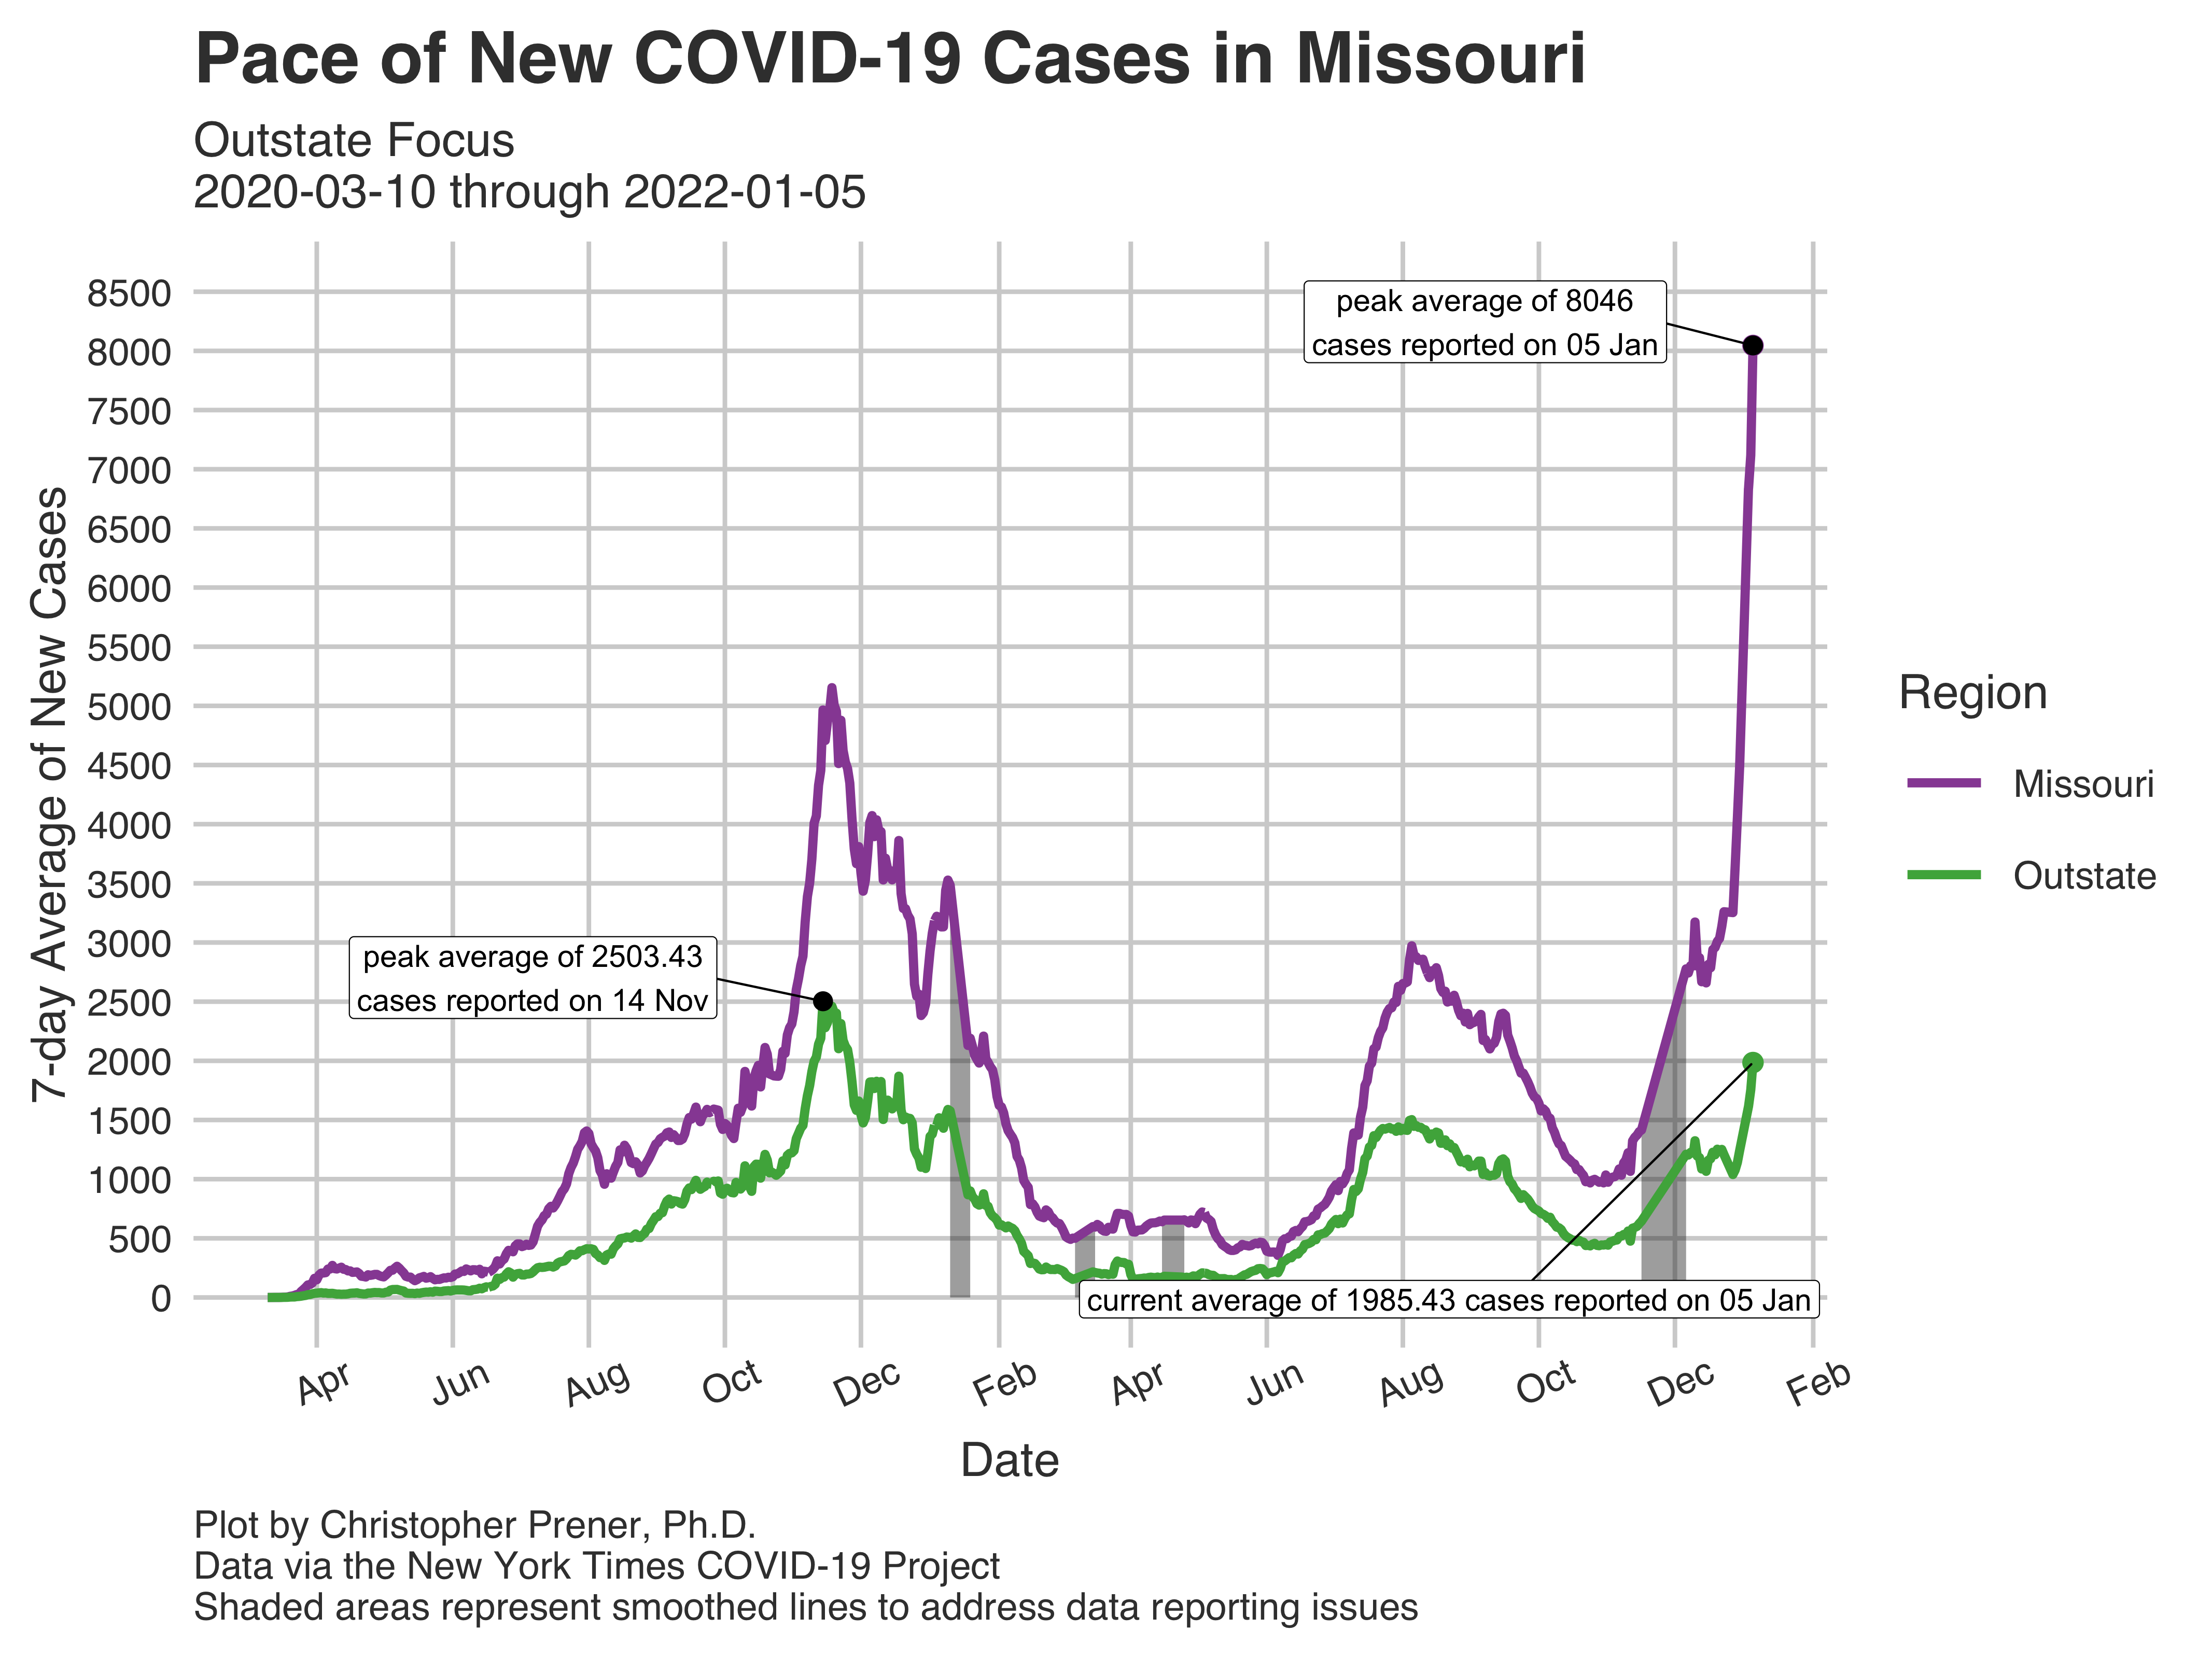 Pace of New COVID-19 Cases in Missouri
Outstate Focus
2020-03-10 through 2022-01-05
7-day Average of New Cases
8500
8000
7500
7000
6500
6000
5500
5000
4500
4000
3500
3000
2500
2000
1500
1000
500
0
peak average of 8046
cases reported on 05 Jan
peak average of 2503.43
cases reported on 14 Nov
current average of 1985.43 cases reported on 05 Jan
Region
Missouri
Outstate
Apr
Jun
Aug
Oct
Dec
Feb
Apr
Jun
Aug
Oct
Dec
Feb
Date
Plot by Christopher Prener, Ph.D.
Data via the New York Times COVID-19 Project
Shaded areas represent smoothed lines to address data reporting issues